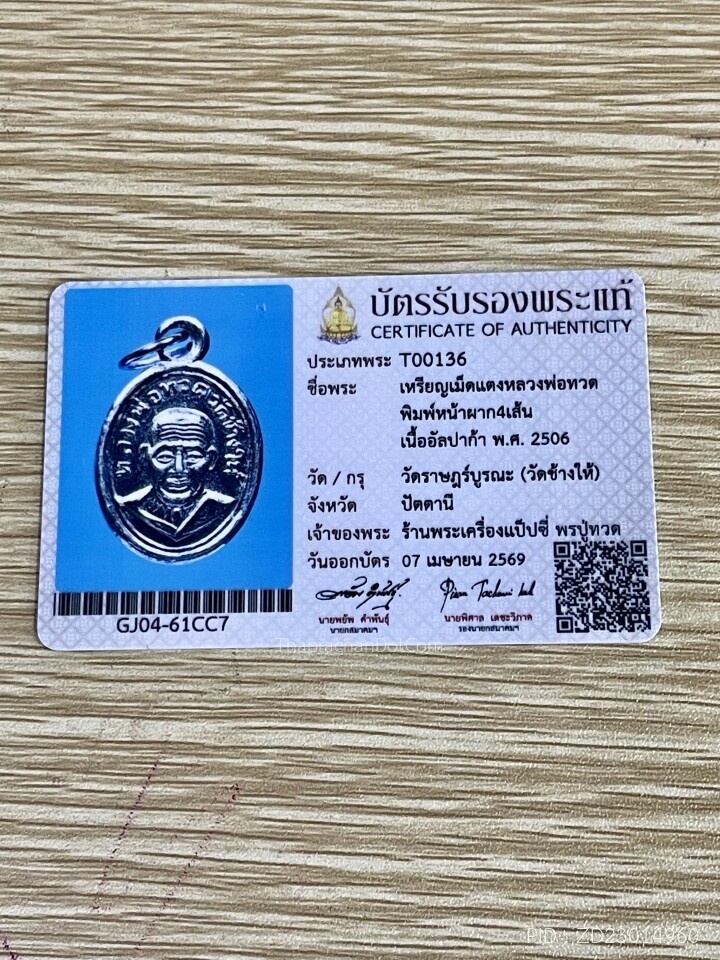 บัตรรับรองพระแท้
CERTIFICATE OF AUTHENTICITY
ประเภทพระ T00136
ชื่อพระ เหรียญเม็ดแตงหลวงพ่อทวด
พิมพ์หน้าผาก4เส้น
เนื้ออัลปาก้า พ.ศ. 2506
วัด / กรุ วัดราษฎร์บูรณะ (วัดช้างให้)
จังหวัด ปัตตานี
เจ้าของพระ ร้านพระเครื่องแป๊ปซี่ พรปู่ทวด
วันออกบัตร 07 เมษายน 2569
นายพยัพ คำพันธุ์
นายกสมาคมฯ
นายพิศาล เตชะวิภาค
รองนายกสมาคมฯ
GJ04-61CC7
Thaprachandotcom
PID : ZD23014960